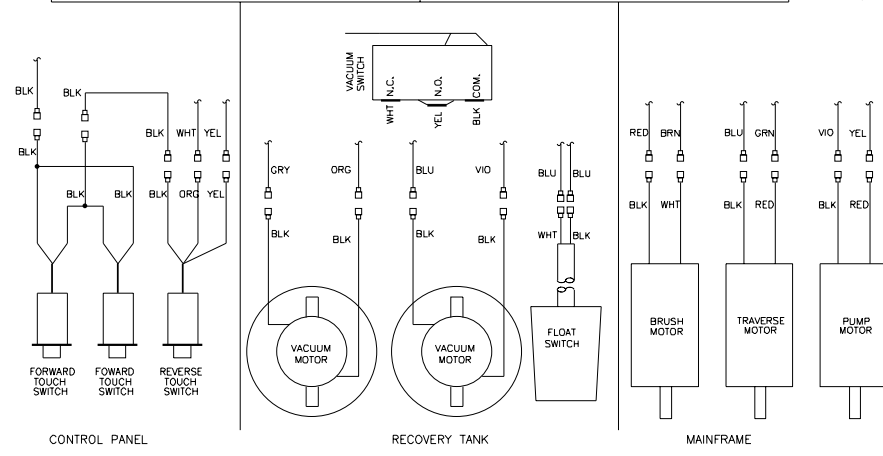 BLK
BLK
BLK
BLK
BLK WHT YEL
BLK BLK BLK ORG YEL
FORWARD
TOUCH
SWITCH
FOWARD
TOUCH
SWITCH
REVERSE
TOUCH
SWITCH
CONTROL PANEL
VACUUM
SWITCH
N.C.
N.O.
COM.
WHT
YEL
BLK
GRY ORG BLU VIO
BLU BLU
BLK BLK BLK BLK
WHT BLK
VACUUM
MOTOR
VACUUM
MOTOR
FLOAT
SWITCH
RECOVERY TANK
RED BRN BLU GRN VIO YEL
BLK WHT BLK RED BLK RED
BRUSH
MOTOR
TRAVERSE
MOTOR
PUMP
MOTOR
MAINFRAME